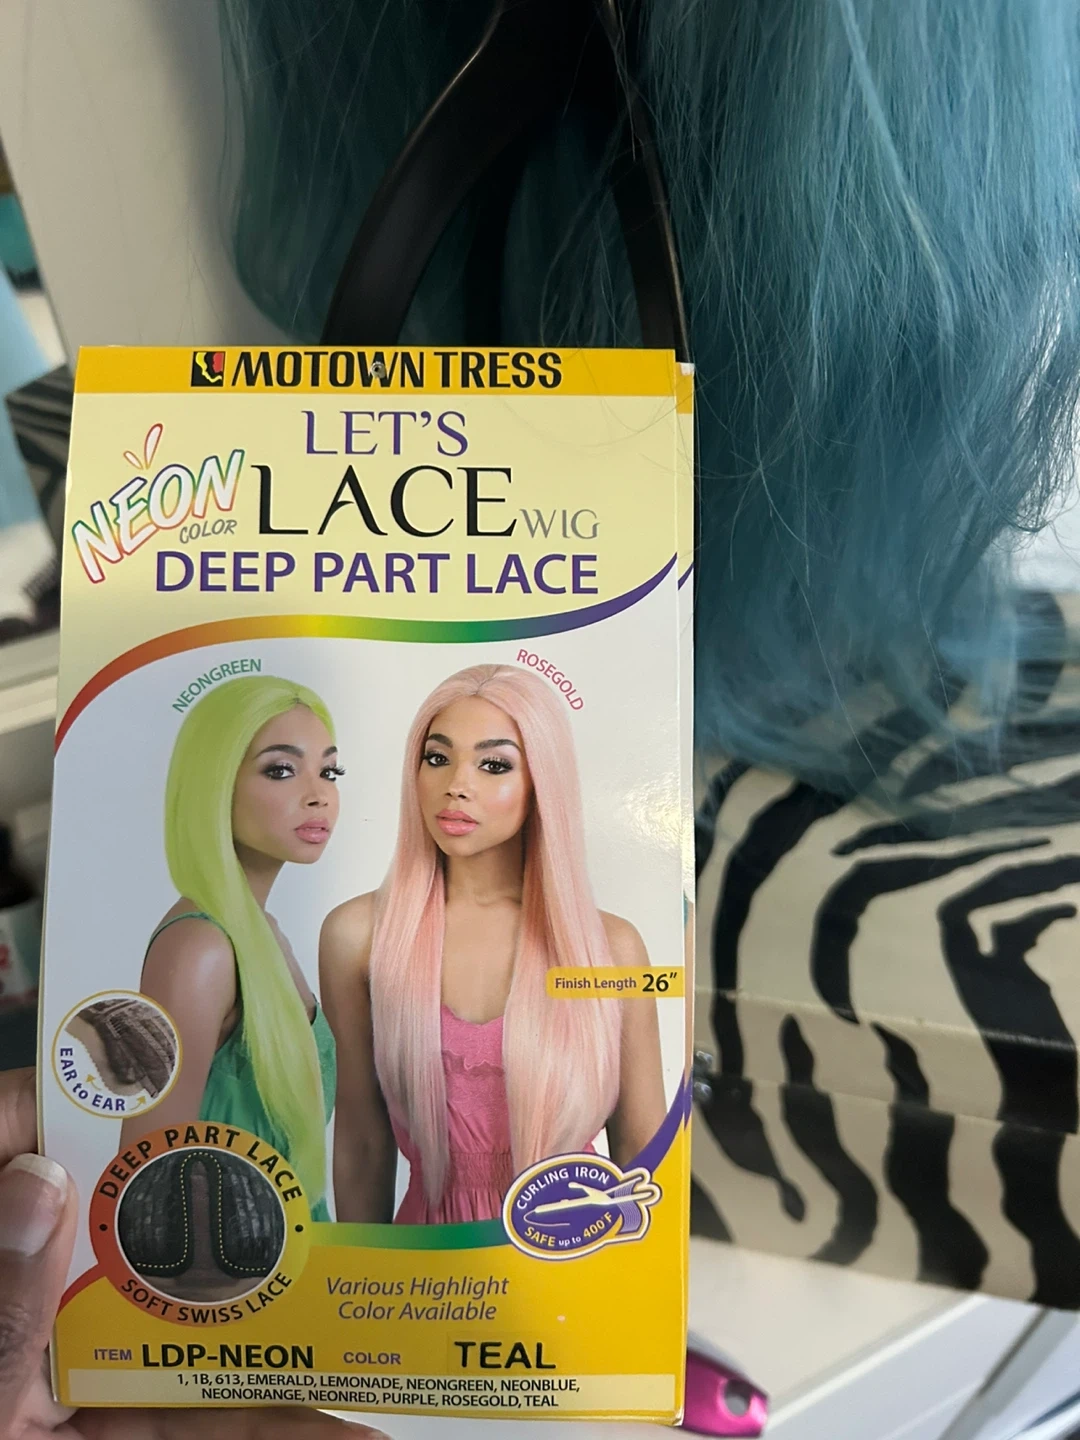 MOTOWN TRESS
LET'S
NEON
COLOR
LACE WIG
DEEP PART LACE
NEONGREEN
ROSEGOLD
Finish Length 26"
EAR to EAR
DEEP PART LACE
SOFT SWISS LACE
CURLING IRON
SAFE up to 400°F
Various Highlight
Color Available
ITEM LDP-NEON COLOR TEAL
1, 1B, 613, EMERALD, LEMONADE, NEONGREEN, NEONBLUE,
NEONORANGE, NEONRED, PURPLE, ROSEGOLD, TEAL